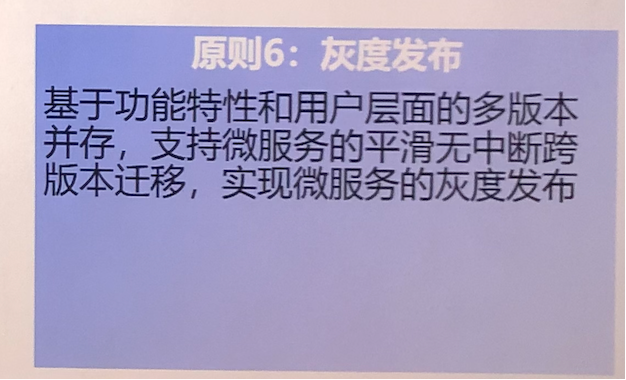 原则6：灰度发布
基于功能特性和用户层面的多版本
并存，支持微服务的平滑无中断跨
版本迁移，实现微服务的灰度发布